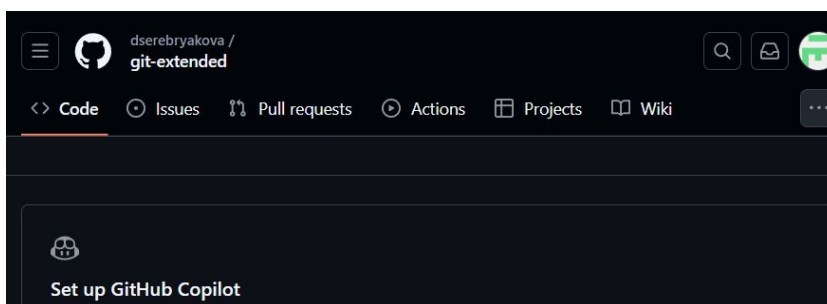 dserebryakova /
git-extended
<> Code Issues Pull requests Actions Projects Wiki ...
Set up GitHub Copilot